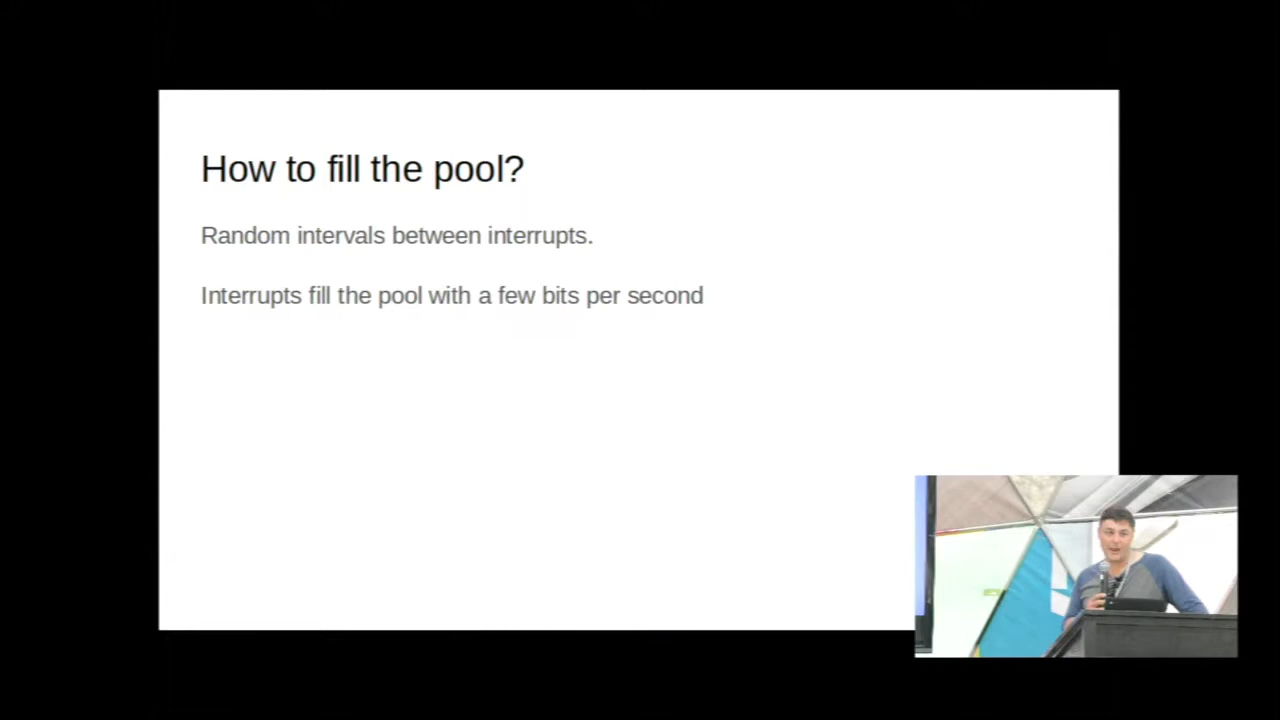 How to fill the pool?
Random intervals between interrupts.
Interrupts fill the pool with a few bits per second